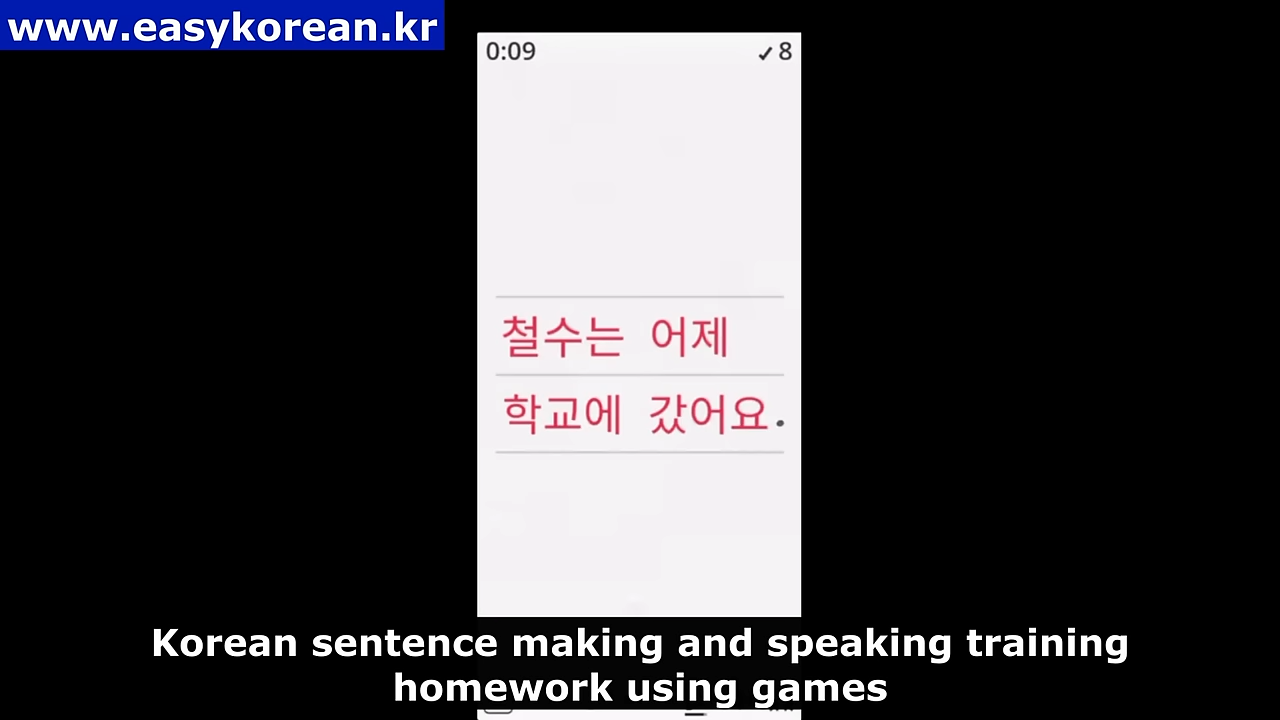 www.easykorean.kr
0:09 ✓8
철수는 어제
학교에 갔어요.
Korean sentence making and speaking training
homework using games